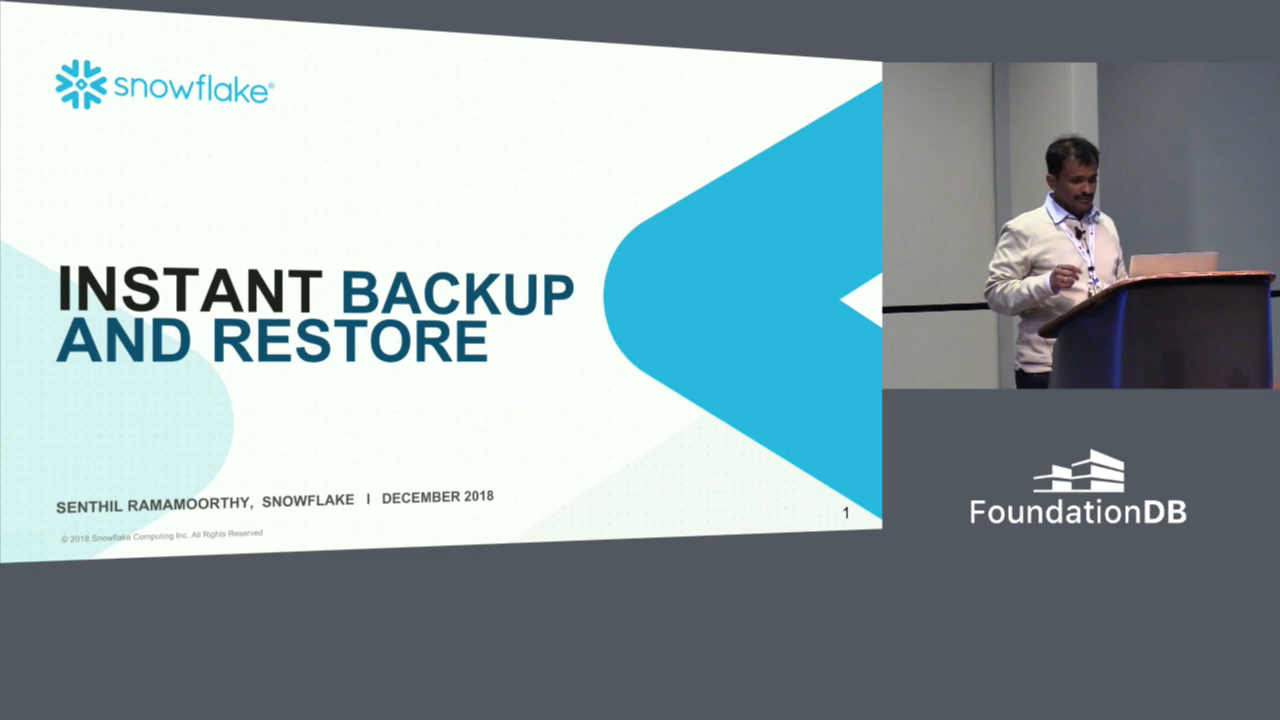 snowflake®
INSTANT BACKUP
AND RESTORE
SENTHIL RAMAMOORTHY, SNOWFLAKE I DECEMBER 2018
© 2018 Snowflake Computing Inc. All Rights Reserved
1
FoundationDB